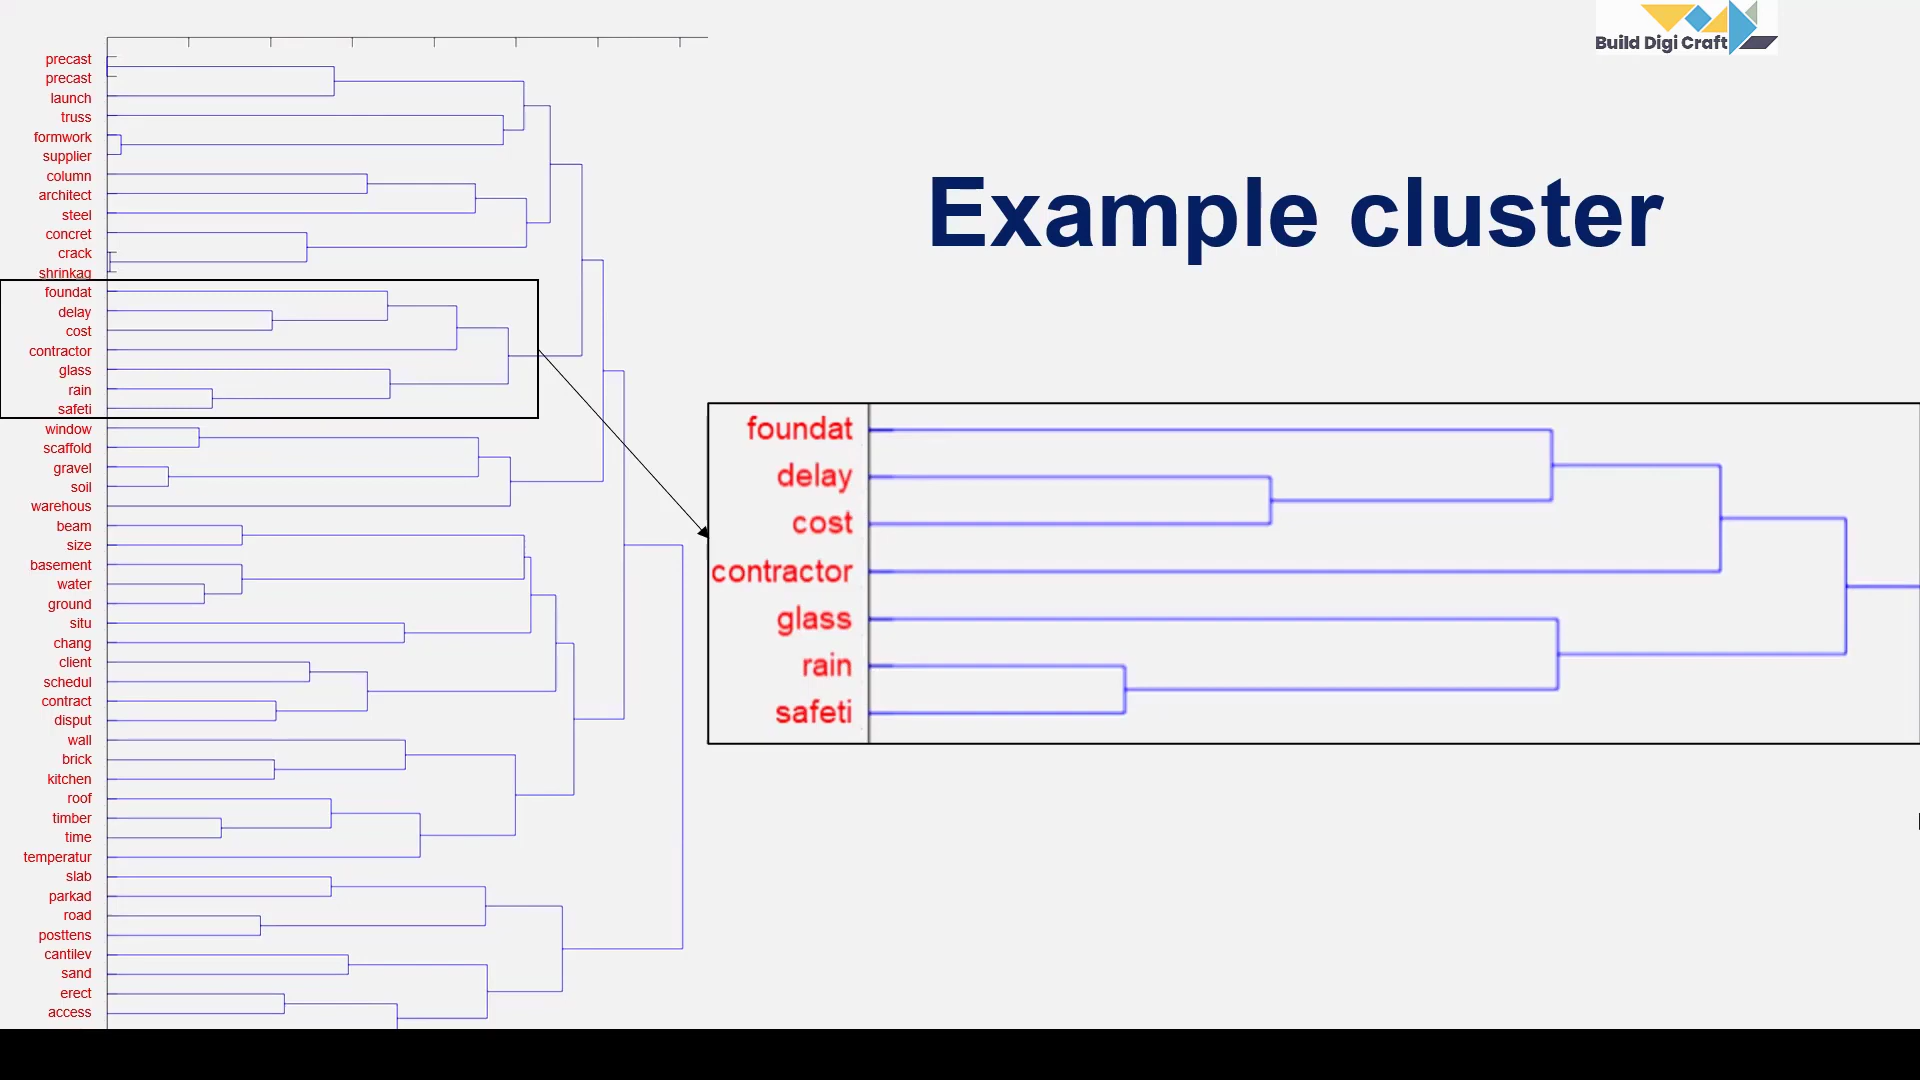 Build Digi Craft
Example cluster
precast
precast
launch
truss
formwork
supplier
column
architect
steel
concret
crack
shrinkag
foundat
delay
cost
contractor
glass
rain
safeti
window
scaffold
gravel
soil
warehous
beam
size
basement
water
ground
situ
chang
client
schedul
contract
disput
wall
brick
kitchen
roof
timber
time
temperatur
slab
parkad
road
posttens
cantilev
sand
erect
access
foundat
delay
cost
contractor
glass
rain
safeti